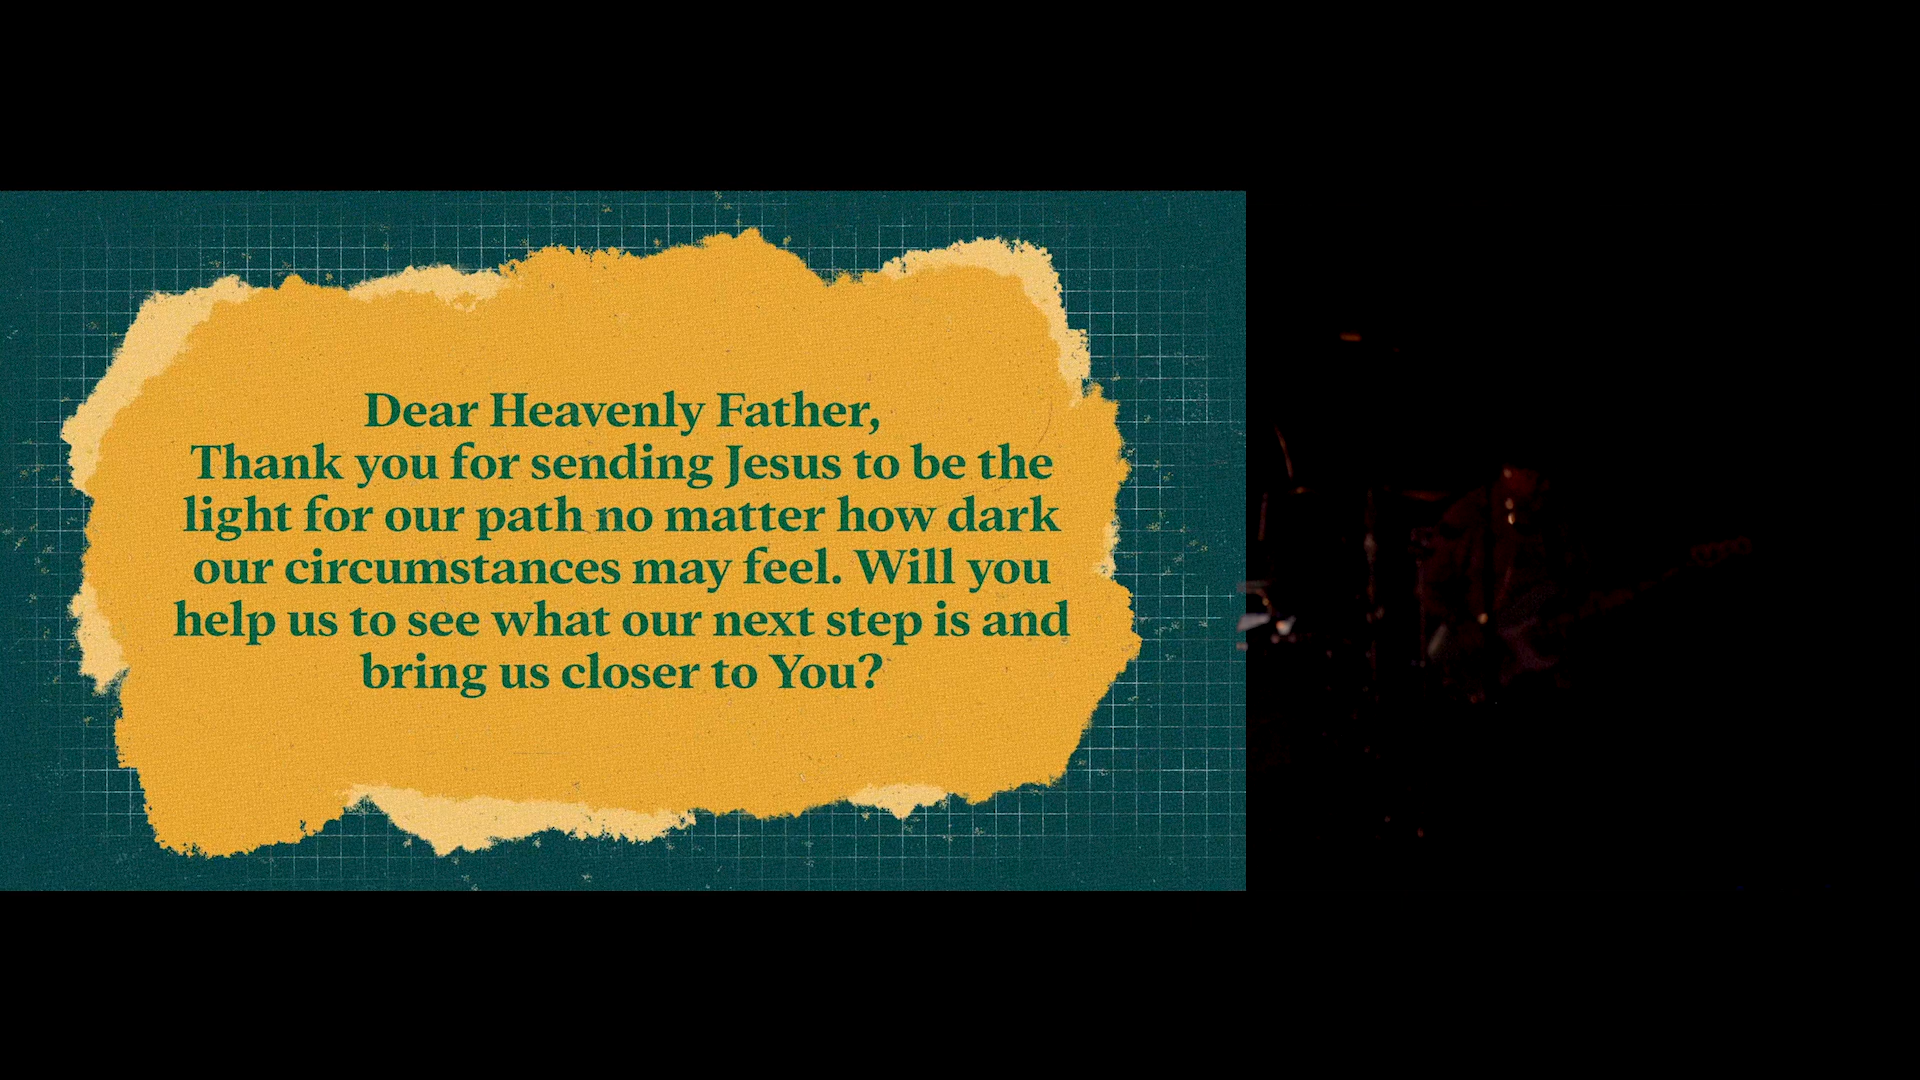 Dear Heavenly Father,
Thank you for sending Jesus to be the
light for our path no matter how dark
our circumstances may feel. Will you
help us to see what our next step is and
bring us closer to You?